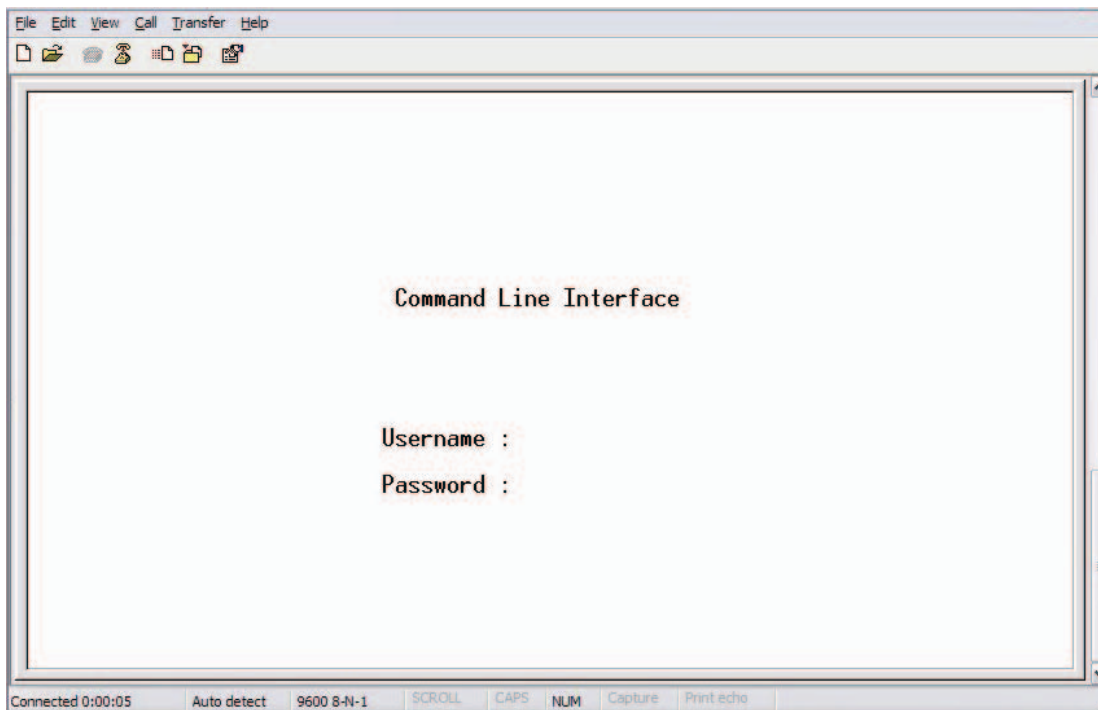 File Edit View Call Transfer Help
Command Line Interface
Username :
Password :
Connected 0:00:05 Auto detect 9600 8-N-1 SCROLL CAPS NUM Capture Print echo